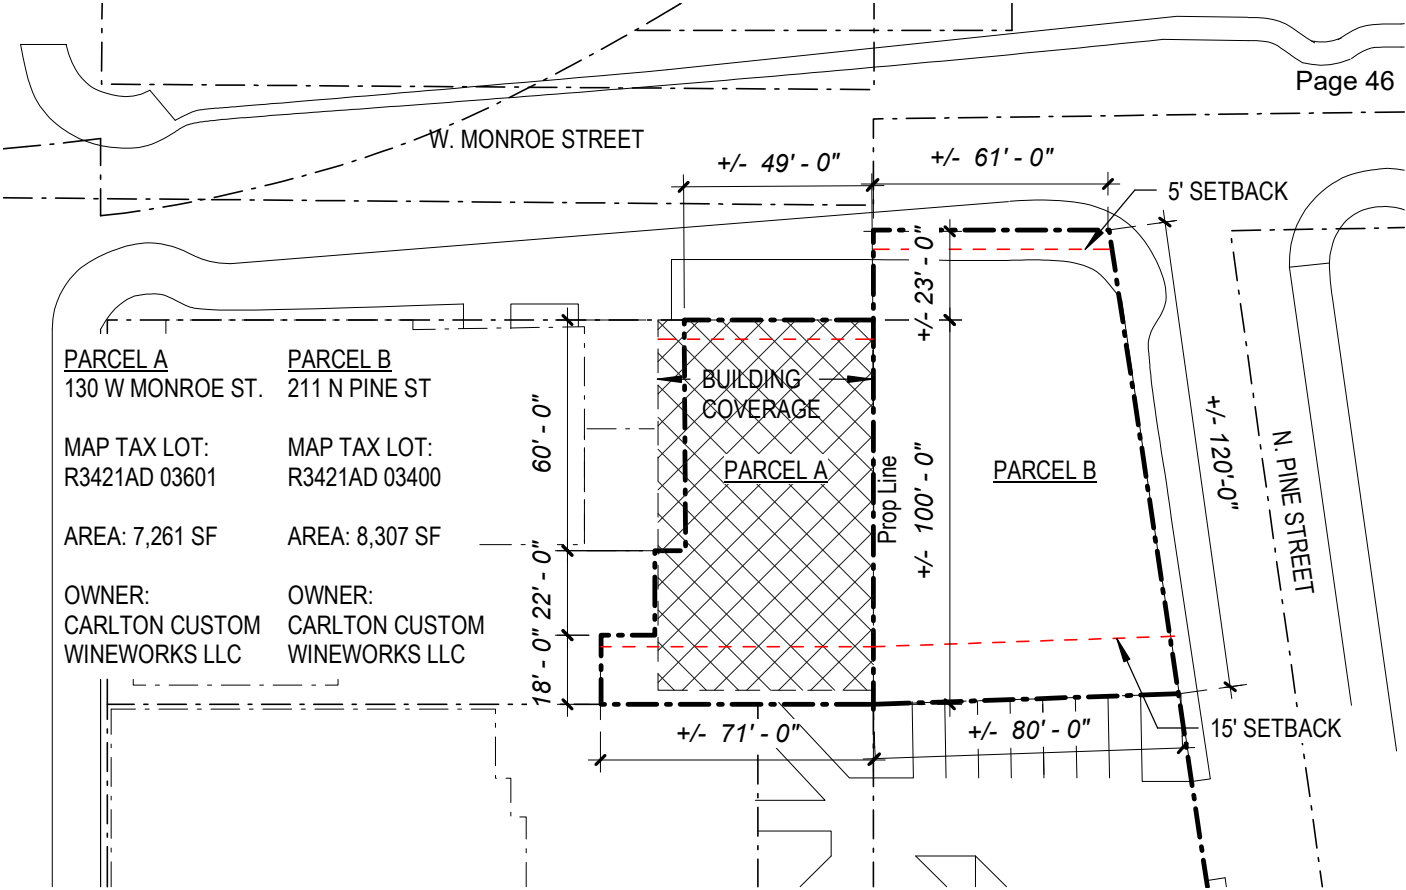 Page 46
W. MONROE STREET
+/- 49' - 0"
+/- 61' - 0"
5' SETBACK
+/- 23' - 0"
PARCEL A
130 W MONROE ST.
MAP TAX LOT:
R3421AD 03601
AREA: 7,261 SF
OWNER:
CARLTON CUSTOM
WINEWORKS LLC
PARCEL B
211 N PINE ST
MAP TAX LOT:
R3421AD 03400
AREA: 8,307 SF
OWNER:
CARLTON CUSTOM
WINEWORKS LLC
60' - 0"
22' - 0"
18' - 0"
BUILDING
COVERAGE
PARCEL A
Prop Line
+/- 100' - 0"
PARCEL B
+/- 120'-0"
N. PINE STREET
+/- 71' - 0"
+/- 80' - 0"
15' SETBACK